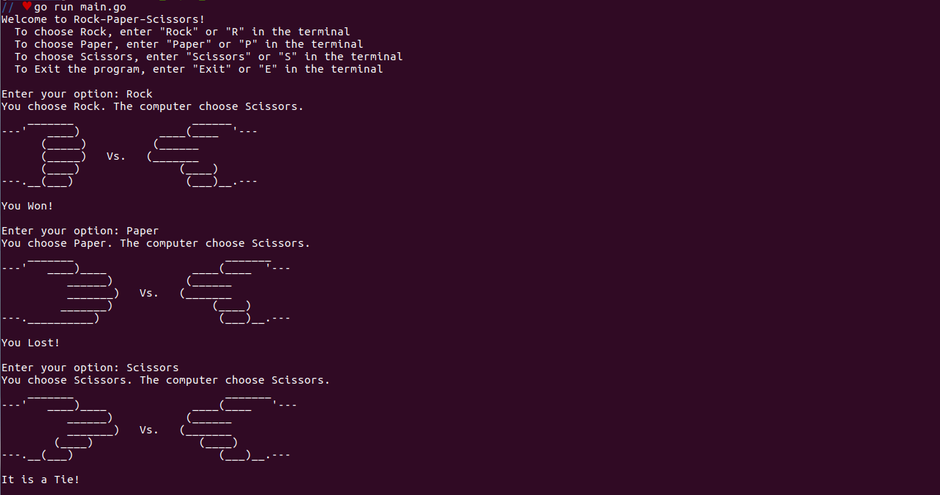 // ♥go run main.go
Welcome to Rock-Paper-Scissors!
  To choose Rock, enter "Rock" or "R" in the terminal
  To choose Paper, enter "Paper" or "P" in the terminal
  To choose Scissors, enter "Scissors" or "S" in the terminal
  To Exit the program, enter "Exit" or "E" in the terminal

Enter your option: Rock
You choose Rock. The computer choose Scissors.
    _______                  ______
---'   ____)            ____(____  '---
      (_____)          (______
      (_____)   Vs.   (_______
      (____)               (____)
---.__(___)                 (___)__.---

You Won!

Enter your option: Paper
You choose Paper. The computer choose Scissors.
    _______                       _______
---'   ____)____             ____(____  '---
          ______)           (______
          _______)   Vs.   (_______
         _______)               (____)
---.__________)                  (___)__.---

You Lost!

Enter your option: Scissors
You choose Scissors. The computer choose Scissors.
    _______                       _______
---'   ____)____             ____(____   '---
          ______)           (______
          _______)   Vs.   (_______
        (____)                (____)
---.__(___)                      (___)__.---

It is a Tie!